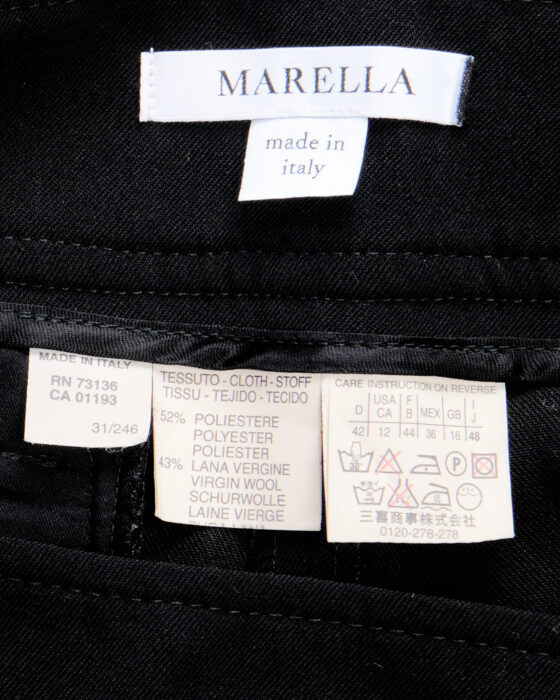 MARELLA
made in
italy
MADE IN ITALY
RN 73136
CA 01193
31/246
TESSUTO - CLOTH - STOFF
TISSU - TEJIDO - TECIDO
52% POLIESTERE
POLYESTER
POLIESTER
43% LANA VERGINE
VIRGIN WOOL
SCHURWOLLE
LAINE VIERGE
PURA LANA
CARE INSTRUCTION ON REVERSE
D USA CA F B MEX GB I J
42 12 44 36 16 48
三喜商事株式会社
0120-278-278